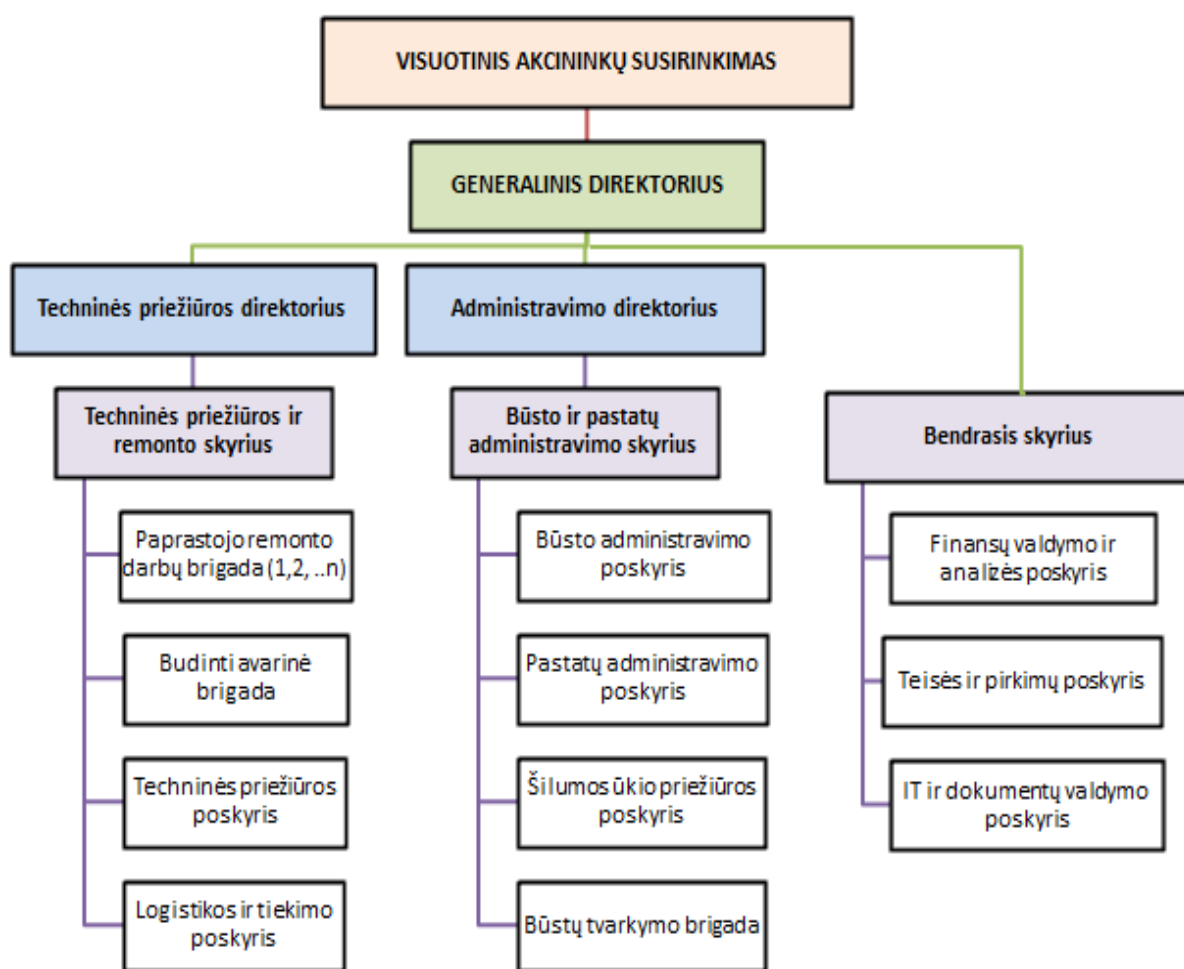 VISUOTINIS AKCININKŲ SUSIRINKIMAS
GENERALINIS DIREKTORIUS
Techninės priežiūros direktorius
Administravimo direktorius
Techninės priežiūros ir
remonto skyrius
Būsto ir pastatų
administravimo skyrius
Bendrasis skyrius
Paprastojo remonto
darbų brigada (1,2, ..n)
Budinti avarinė
brigada
Techninės priežiūros
poskyris
Logistikos ir tiekimo
poskyris
Būsto administravimo
poskyris
Pastatų administravimo
poskyris
Šilumos ūkio priežiūros
poskyris
Būstų tvarkymo brigada
Finansų valdymo ir
analizės poskyris
Teisės ir pirkimų poskyris
IT ir dokumentų valdymo
poskyris